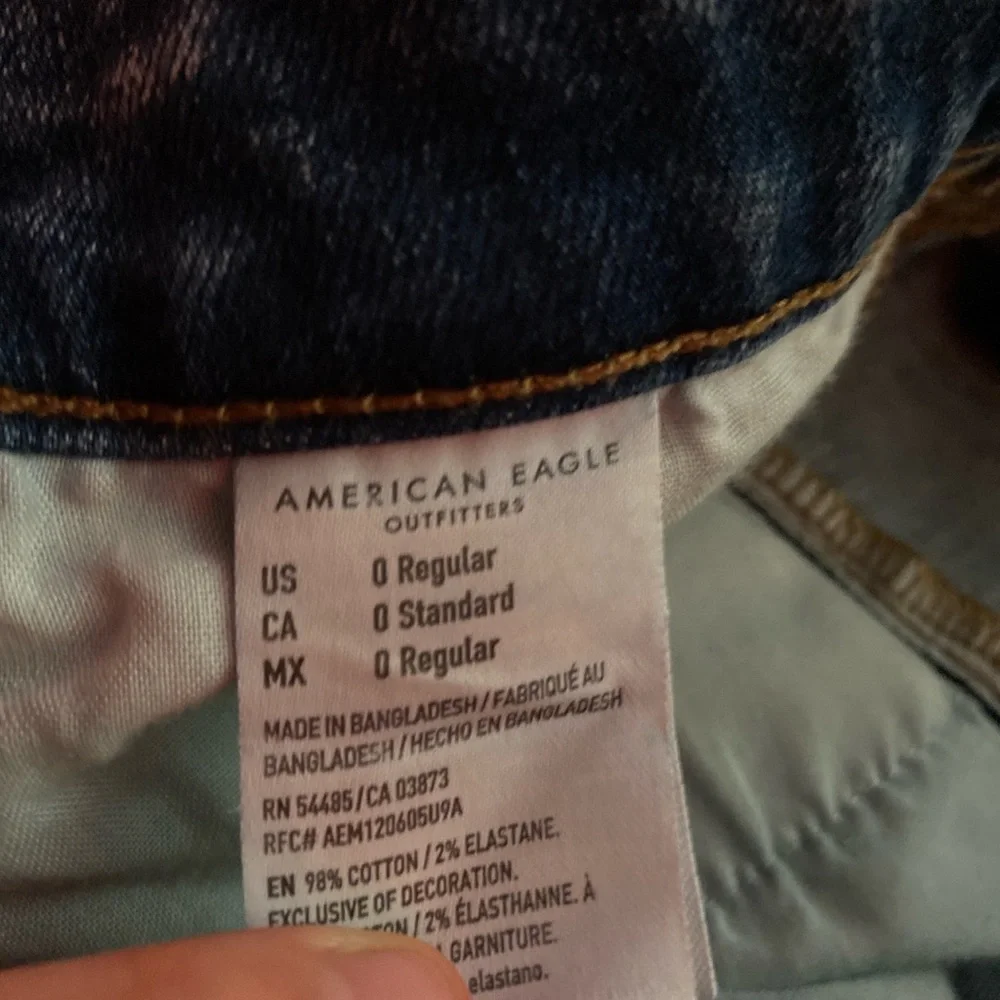 AMERICAN EAGLE
OUTFITTERS
US 0 Regular
CA 0 Standard
MX 0 Regular
MADE IN BANGLADESH / FABRIQUÉ AU
BANGLADESH / HECHO EN BANGLADESH
RN 54485 / CA 03873
RFC# AEM120605U9A
EN 98% COTTON / 2% ELASTANE.
EXCLUSIVE OF DECORATION.
/ 2% ÉLASTHANNE. À
GARNITURE.
elastano.